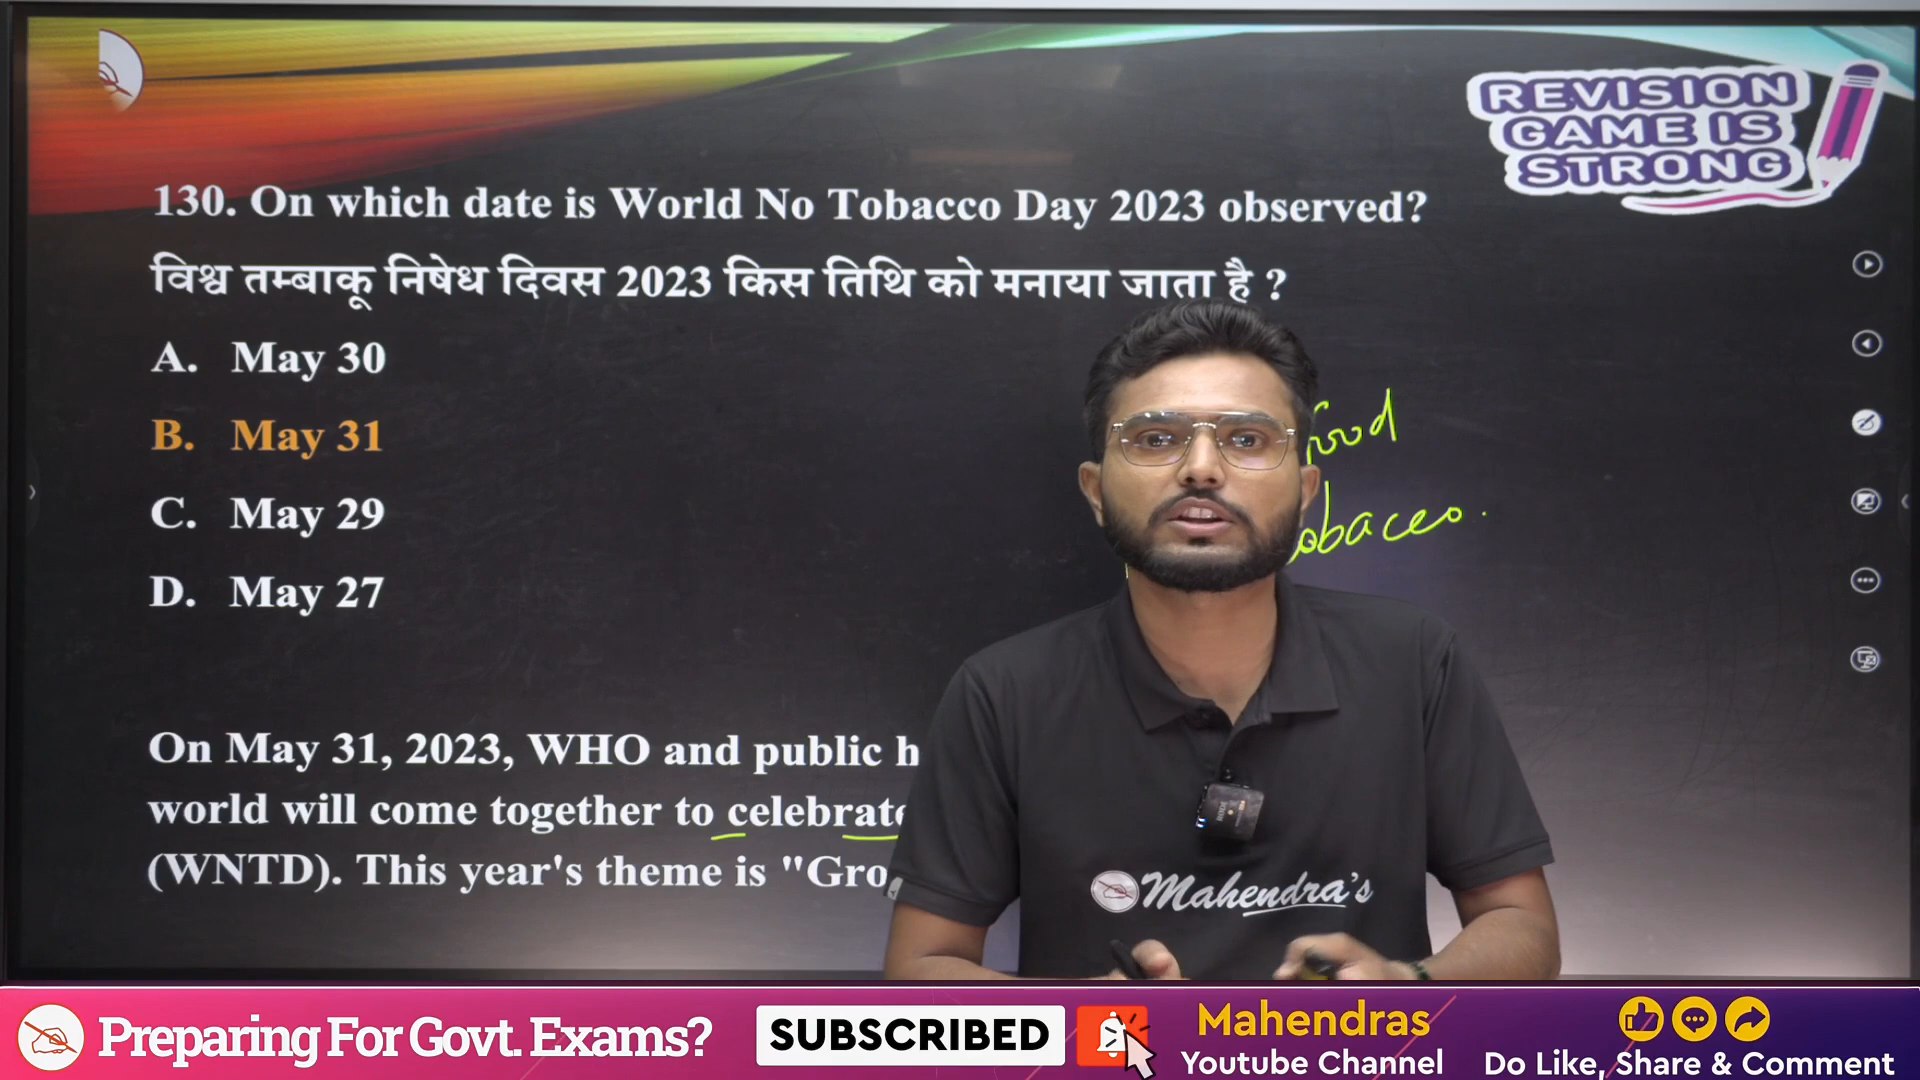 REVISION
GAME IS
STRONG
130. On which date is World No Tobacco Day 2023 observed?
विश्व तम्बाकू निषेध दिवस 2023 किस तिथि को मनाया जाता है ?
A. May 30
B. May 31
C. May 29
D. May 27
food
obacco.
On May 31, 2023, WHO and public h
world will come together to celebrate
(WNTD). This year's theme is "Gro
Mahendra's
Preparing For Govt. Exams?
SUBSCRIBED
Mahendras
Youtube Channel
Do Like, Share & Comment